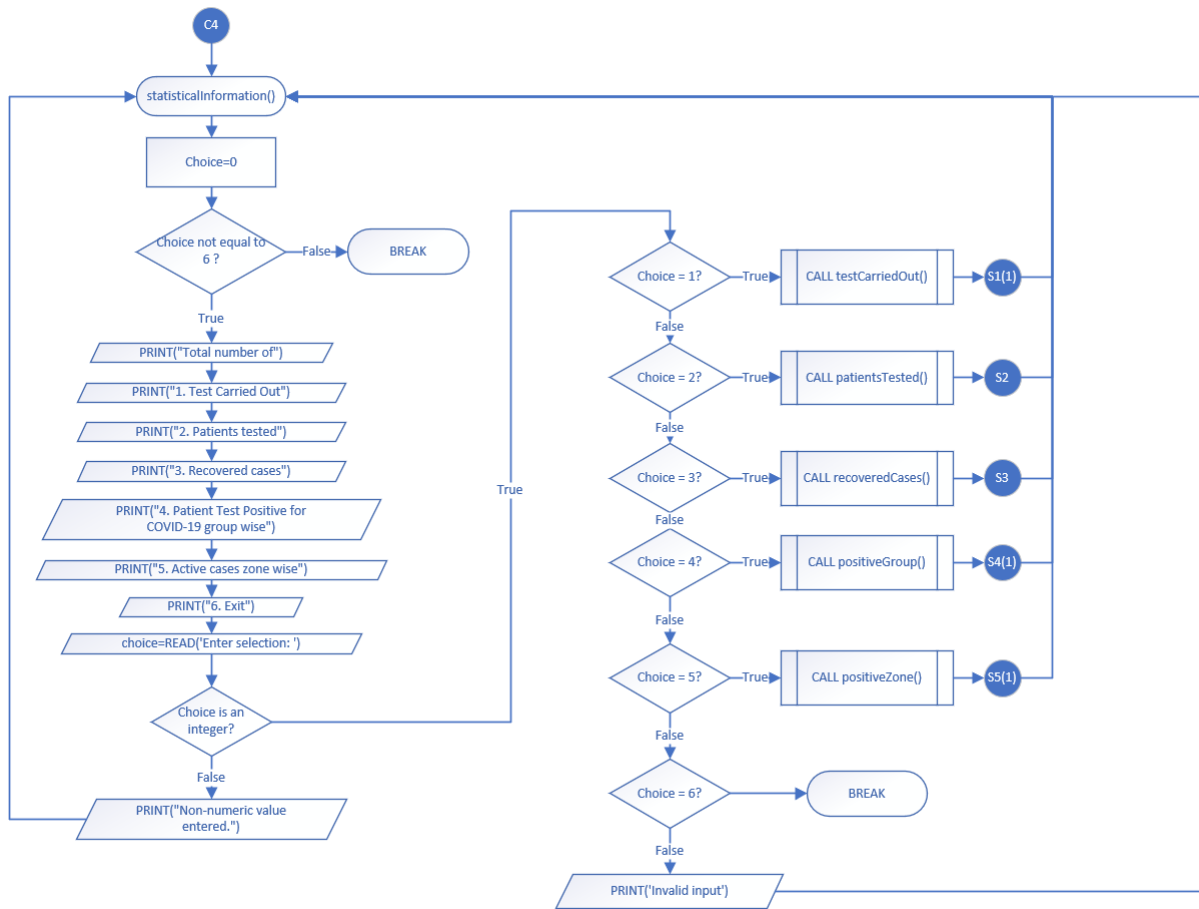 C4
statisticalInformation()
Choice=0
Choice not equal to
6 ?
False
BREAK
True
PRINT("Total number of")
PRINT("1. Test Carried Out")
PRINT("2. Patients tested")
PRINT("3. Recovered cases")
PRINT("4. Patient Test Positive for
COVID-19 group wise")
PRINT("5. Active cases zone wise")
PRINT("6. Exit")
choice=READ('Enter selection: ')
Choice is an
integer?
False
PRINT("Non-numeric value
entered.")
True
Choice = 1?
True
CALL testCarriedOut()
S1(1)
False
Choice = 2?
True
CALL patientsTested()
S2
False
Choice = 3?
True
CALL recoveredCases()
S3
False
Choice = 4?
True
CALL positiveGroup()
S4(1)
False
Choice = 5?
True
CALL positiveZone()
S5(1)
False
Choice = 6?
BREAK
False
PRINT('Invalid input')